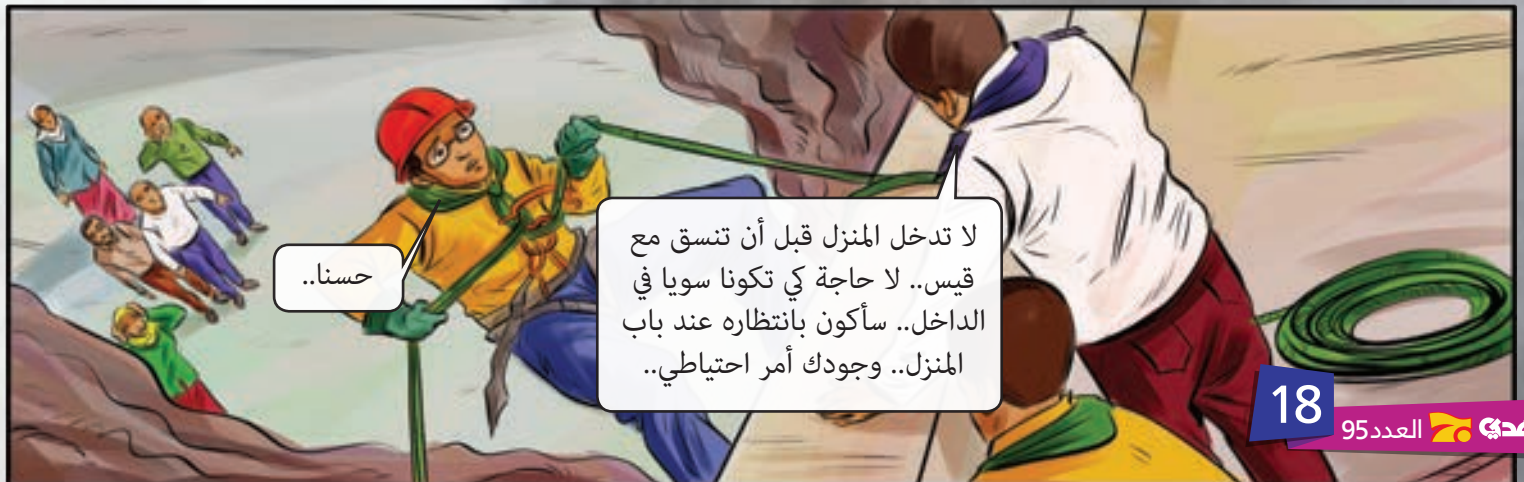 لا تدخل المنزل قبل أن تنسق مع
قيس.. لا حاجة كي تكونا سويا في
الداخل.. سأكون بانتظاره عند باب
المنزل.. وجودك أمر احتياطي..
حسنا..
18
العدد95